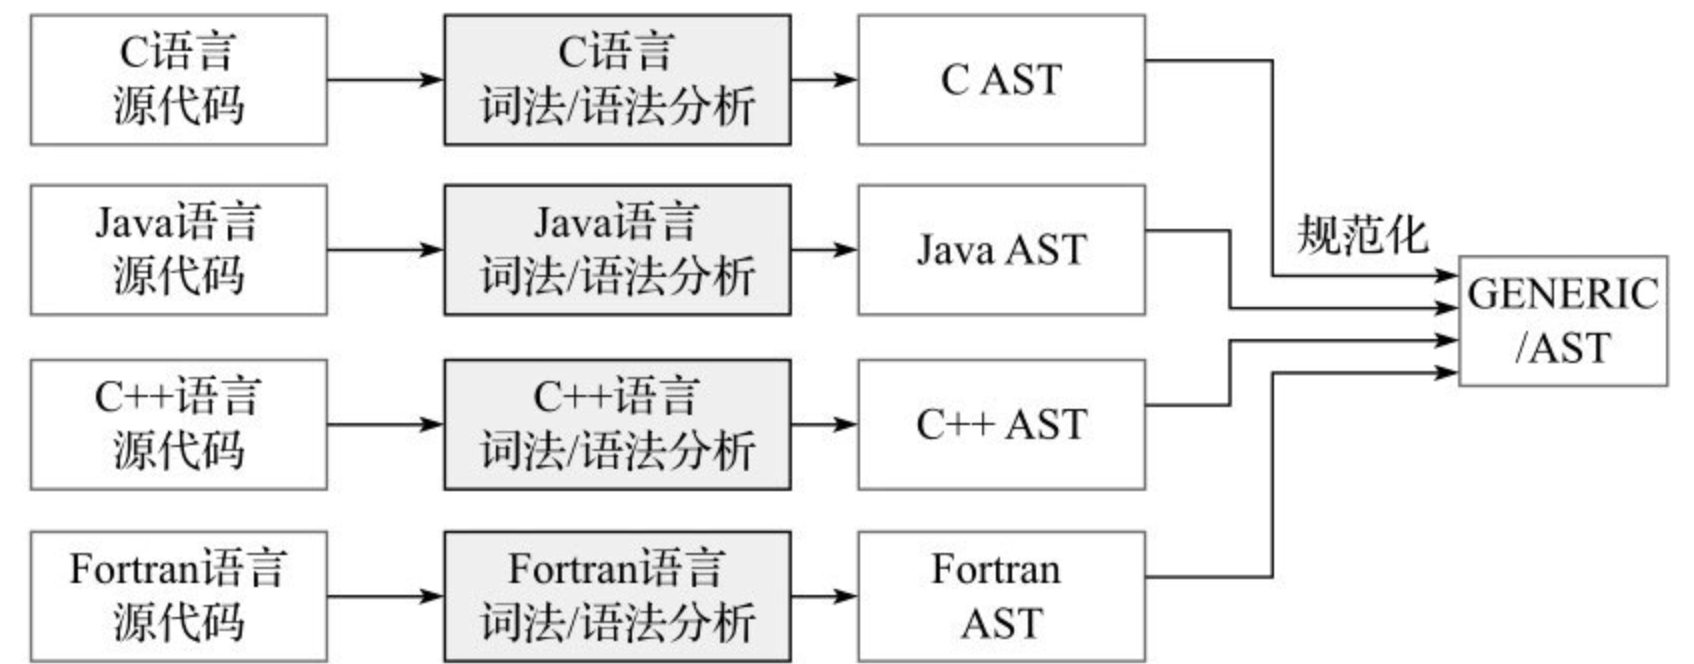 C语言
源代码
C语言
词法/语法分析
C AST
Java语言
源代码
Java语言
词法/语法分析
Java AST
规范化
GENERIC
/AST
C++语言
源代码
C++语言
词法/语法分析
C++ AST
Fortran语言
源代码
Fortran语言
词法/语法分析
Fortran
AST